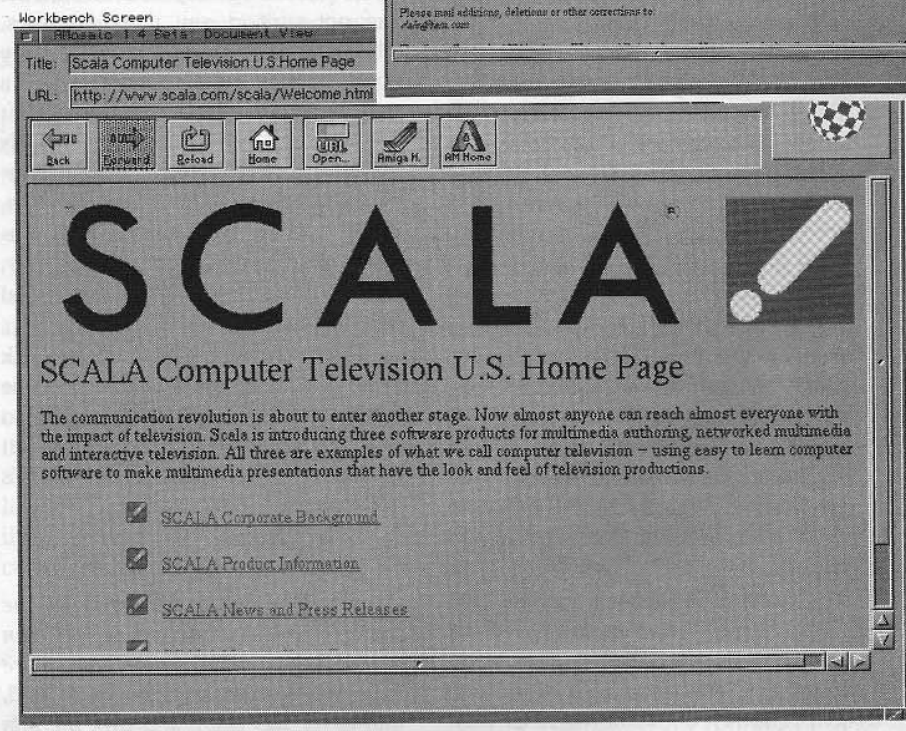 Workbench Screen
Please mail additions, deletions or other corrections to:
AMosaic 1.4 Beta: Document View
Title: Scala Computer Television U.S.Home Page
URL: http://www.scala.com/scala/Welcome.html
Back Forward Reload Home URL Open... Amiga H. AM Home
SCALA ®
SCALA Computer Television U.S. Home Page
The communication revolution is about to enter another stage. Now almost anyone can reach almost everyone with
the impact of television. Scala is introducing three software products for multimedia authoring, networked multimedia
and interactive television. All three are examples of what we call computer television – using easy to learn computer
software to make multimedia presentations that have the look and feel of television productions.
SCALA Corporate Background
SCALA Product Information
SCALA News and Press Releases